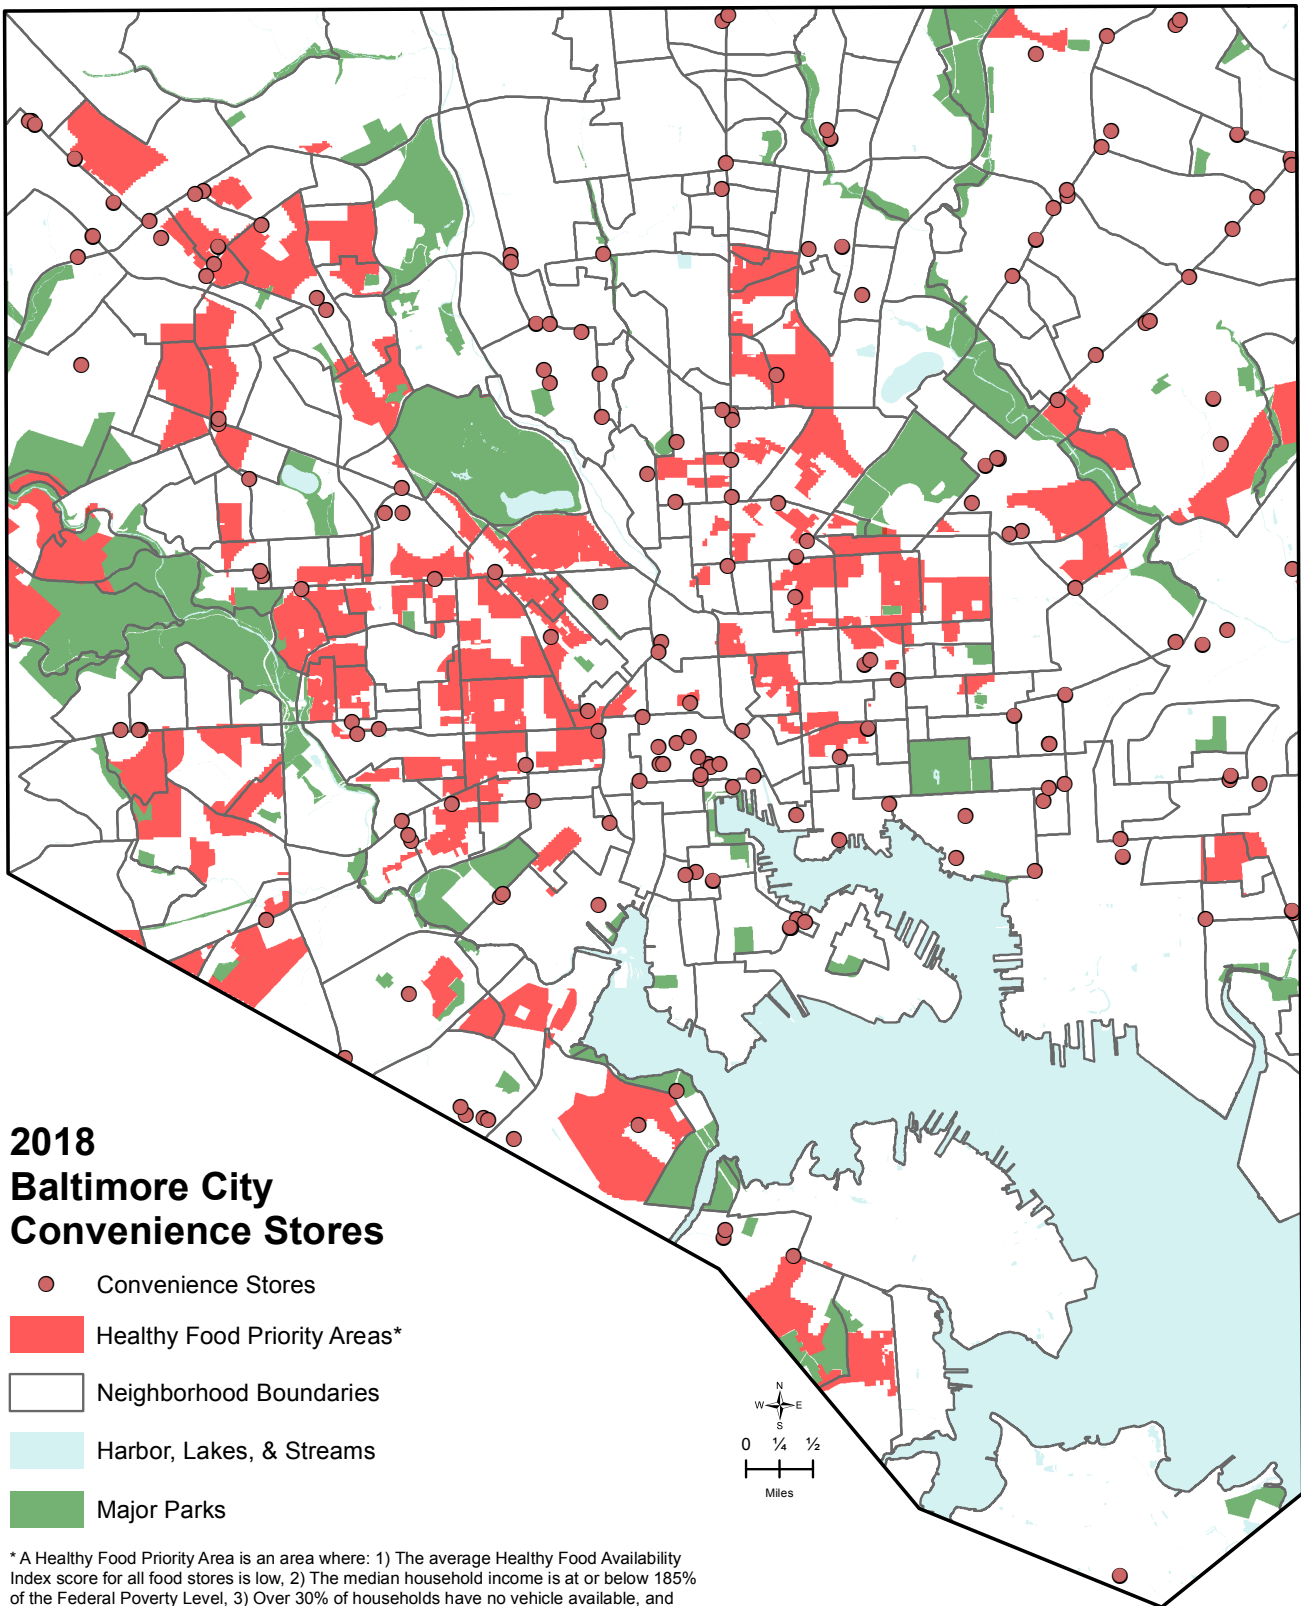 2018
Baltimore City
Convenience Stores
Convenience Stores
Healthy Food Priority Areas*
Neighborhood Boundaries
Harbor, Lakes, & Streams
Major Parks
N
W E
S
0 ¼ ½
Miles
* A Healthy Food Priority Area is an area where: 1) The average Healthy Food Availability
Index score for all food stores is low, 2) The median household income is at or below 185%
of the Federal Poverty Level, 3) Over 30% of households have no vehicle available, and